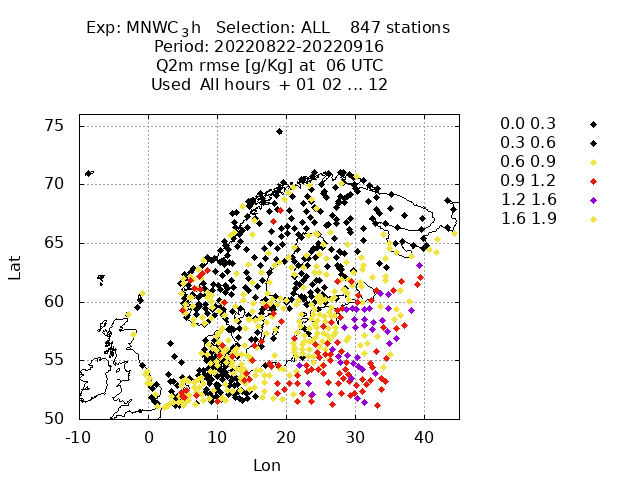 Exp: MNWC_3h Selection: ALL 847 stations
Period: 20220822-20220916
Q2m rmse [g/Kg] at 06 UTC
Used All hours + 01 02 ... 12
0.0 0.3
0.3 0.6
0.6 0.9
0.9 1.2
1.2 1.6
1.6 1.9
75
70
65
60
55
50
Lat
-10 0 10 20 30 40
Lon